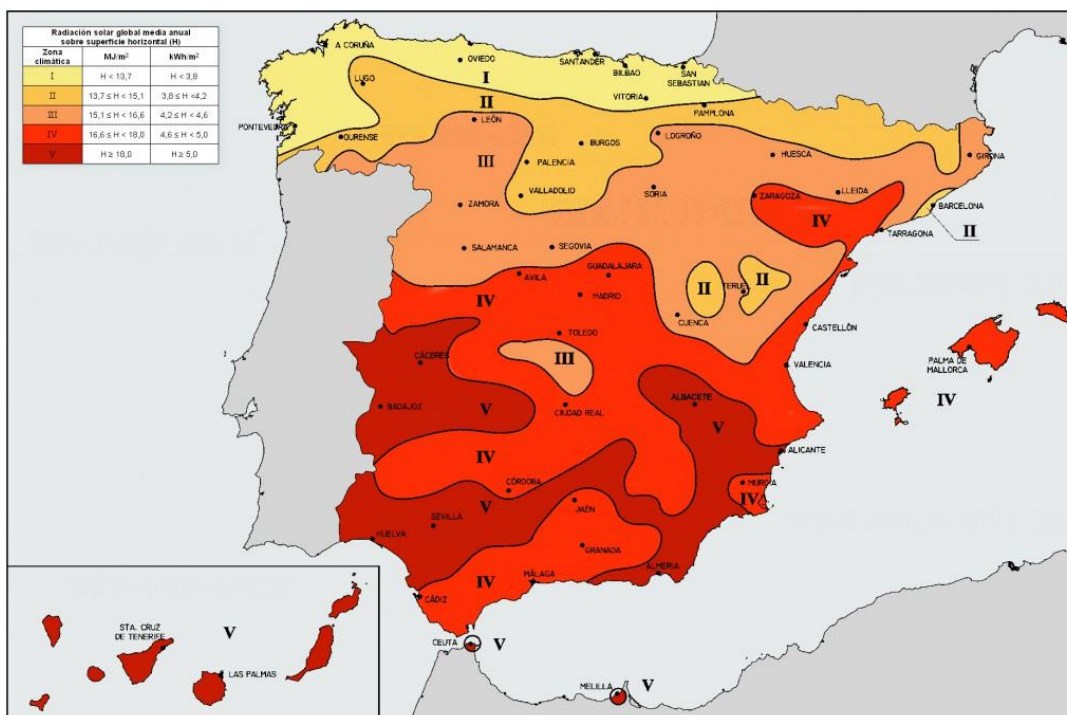 Radiación solar global media anual
sobre superficie horizontal (H)
Zona climática MJ/m² kWh/m²
I H < 13,7 H < 3,8
II 13,7 ≤ H < 15,1 3,8 ≤ H <4,2
III 15,1 ≤ H < 16,6 4,2 ≤ H < 4,6
IV 16,6 ≤ H < 18,0 4,6 ≤ H < 5,0
V H ≥ 18,0 H ≥ 5,0
A CORUÑA
OVIEDO
SANTANDER
BILBAO
SAN
SEBASTIAN
I
LUGO
VITORIA
II
PAMPLONA
PONTEVEDRA
LEÓN
OURENSE
BURGOS
LOGROÑO
III
PALENCIA
HUESCA
GIRONA
VALLADOLID
SORIA
ZARAGOZA
LLEIDA
ZAMORA
BARCELONA
IV
TARRAGONA
II
SALAMANCA
SEGOVIA
GUADALAJARA
AVILA
II
II
TERUEL
IV
MADRID
CUENCA
CASTELLÓN
TOLEDO
III
CÁCERES
VALENCIA
PALMA DE
MALLORCA
IV
BADAJOZ
V
CIUDAD REAL
ALBACETE
V
ALICANTE
IV
CÓRDOBA
MURCIA
IV
V
JAÉN
SEVILLA
HUELVA
GRANADA
ALMERIA
IV
MÁLAGA
CÁDIZ
CEUTA
V
MELILLA
V
STA. CRUZ
DE TENERIFE
V
LAS PALMAS